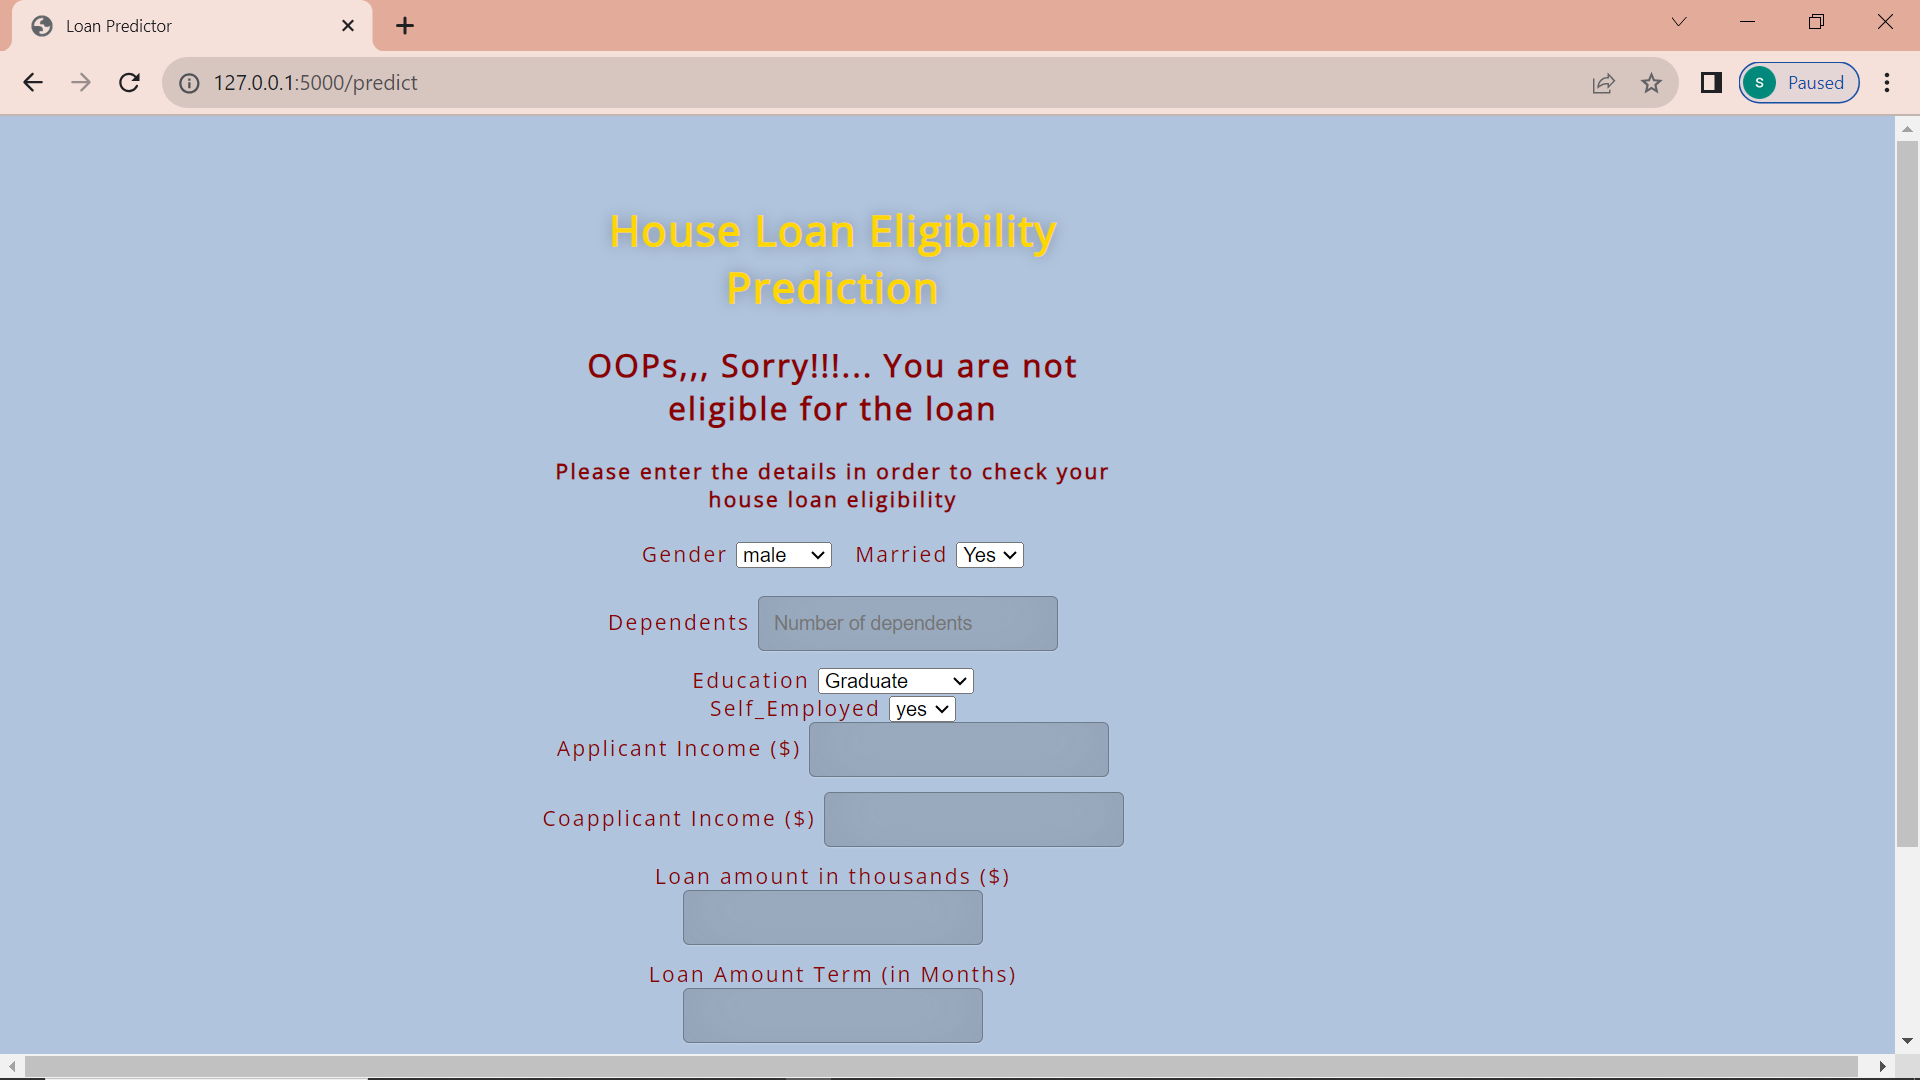 Loan Predictor
127.0.0.1:5000/predict
S Paused
House Loan Eligibility
Prediction
OOPs,,, Sorry!!!... You are not
eligible for the loan
Please enter the details in order to check your
house loan eligibility
Gender male Married Yes
Dependents Number of dependents
Education Graduate
Self_Employed yes
Applicant Income ($)
Coapplicant Income ($)
Loan amount in thousands ($)
Loan Amount Term (in Months)